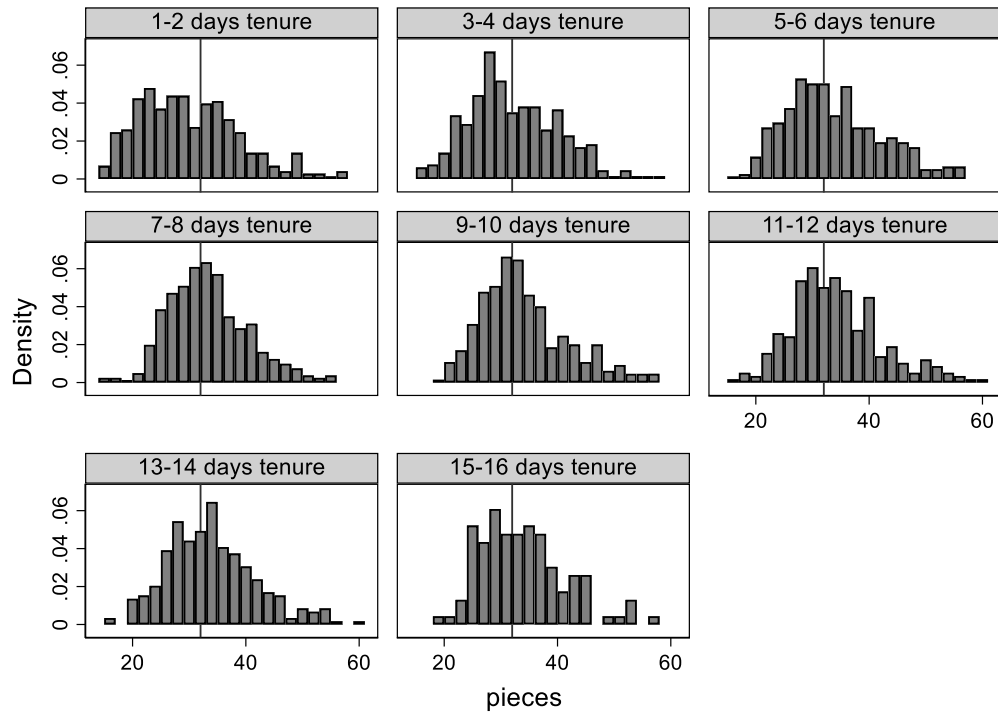 1-2 days tenure
3-4 days tenure
5-6 days tenure
0 .02 .04 .06
7-8 days tenure
9-10 days tenure
11-12 days tenure
0 .02 .04 .06
20 40 60
13-14 days tenure
15-16 days tenure
0 .02 .04 .06
20 40 60
20 40 60
Density
pieces